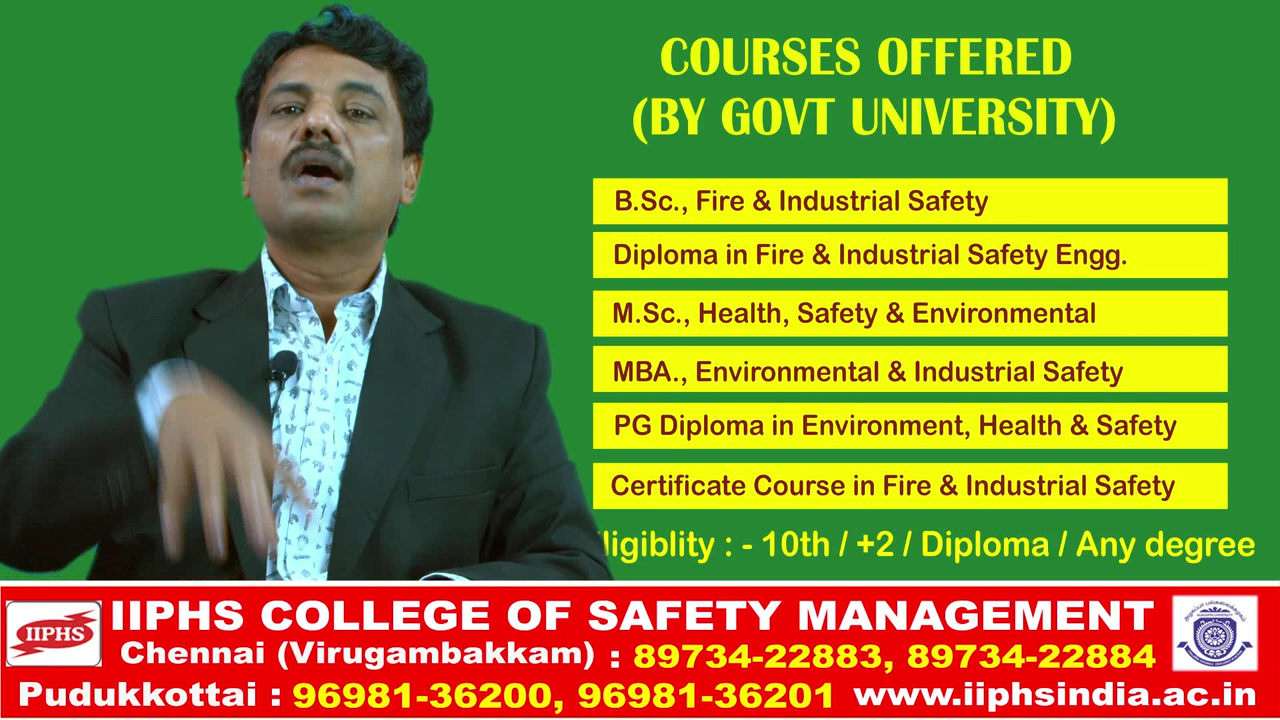 COURSES OFFERED
(BY GOVT UNIVERSITY)
B.Sc., Fire & Industrial Safety
Diploma in Fire & Industrial Safety Engg.
M.Sc., Health, Safety & Environmental
MBA., Environmental & Industrial Safety
PG Diploma in Environment, Health & Safety
Certificate Course in Fire & Industrial Safety
ligiblity : - 10th / +2 / Diploma / Any degree
IIPHS
IIPHS COLLEGE OF SAFETY MANAGEMENT
Chennai (Virugambakkam) : 89734-22883, 89734-22884
Pudukkottai : 96981-36200, 96981-36201 www.iiphsindia.ac.in